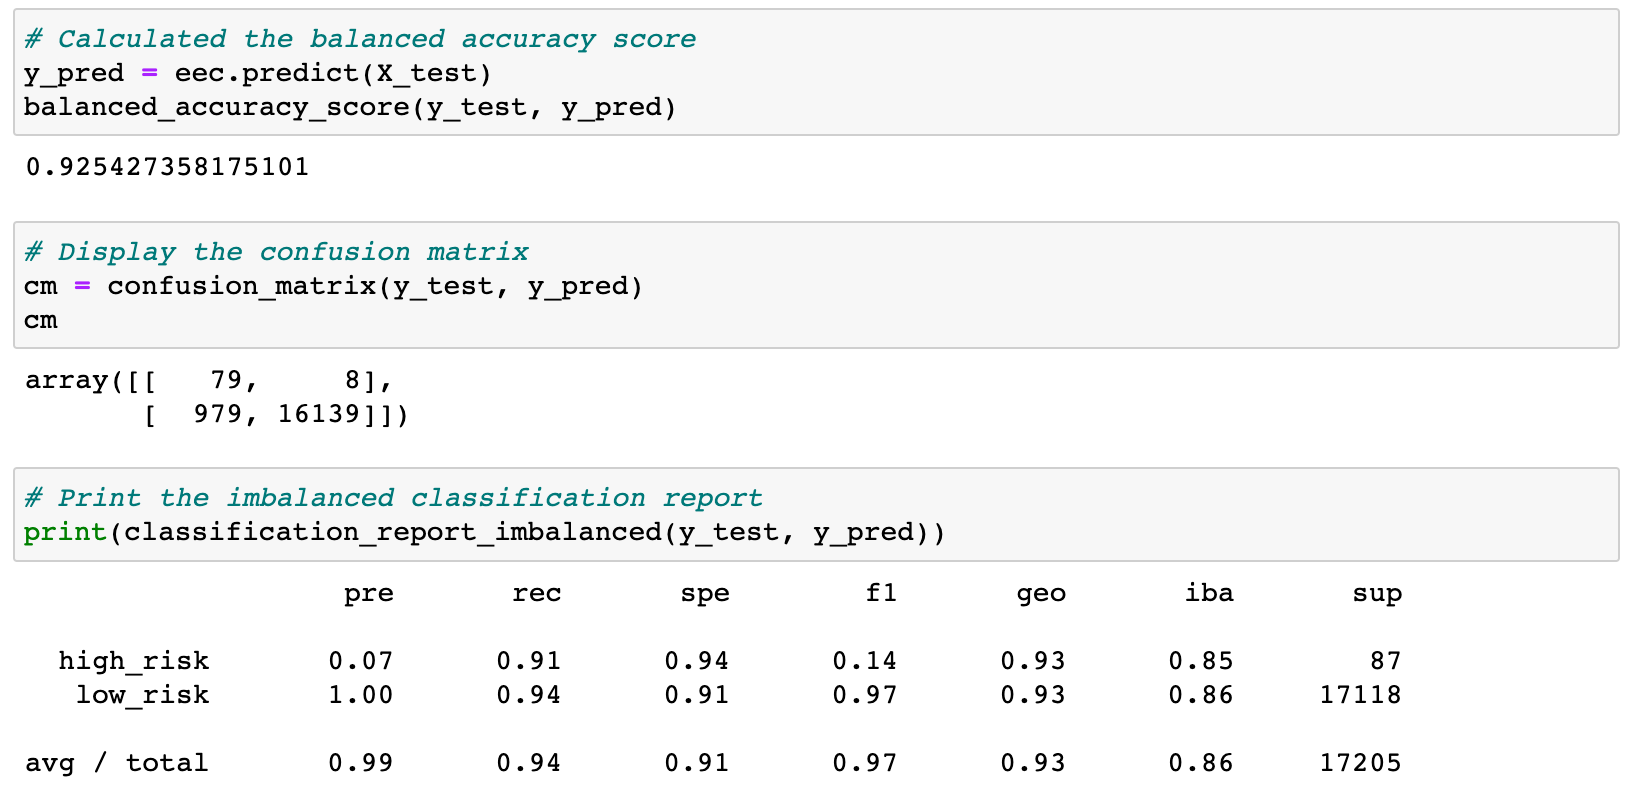 # Calculated the balanced accuracy score
y_pred = eec.predict(X_test)
balanced_accuracy_score(y_test, y_pred)
0.925427358175101
# Display the confusion matrix
cm = confusion_matrix(y_test, y_pred)
cm
array([[   79,     8],
       [  979, 16139]])
# Print the imbalanced classification report
print(classification_report_imbalanced(y_test, y_pred))
                   pre       rec       spe        f1       geo       iba       sup
  high_risk       0.07      0.91      0.94      0.14      0.93      0.85        87
   low_risk       1.00      0.94      0.91      0.97      0.93      0.86     17118
avg / total       0.99      0.94      0.91      0.97      0.93      0.86     17205